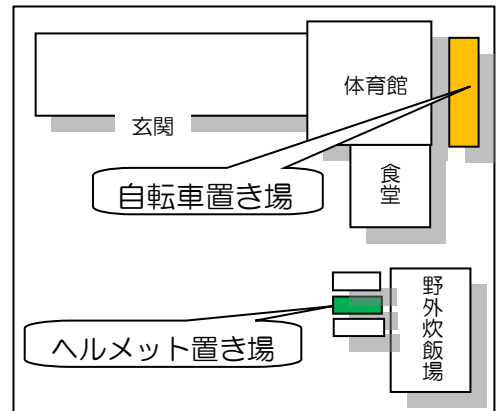 体育館
玄関
自転車置き場
食堂
野外炊飯場
ヘルメット置き場